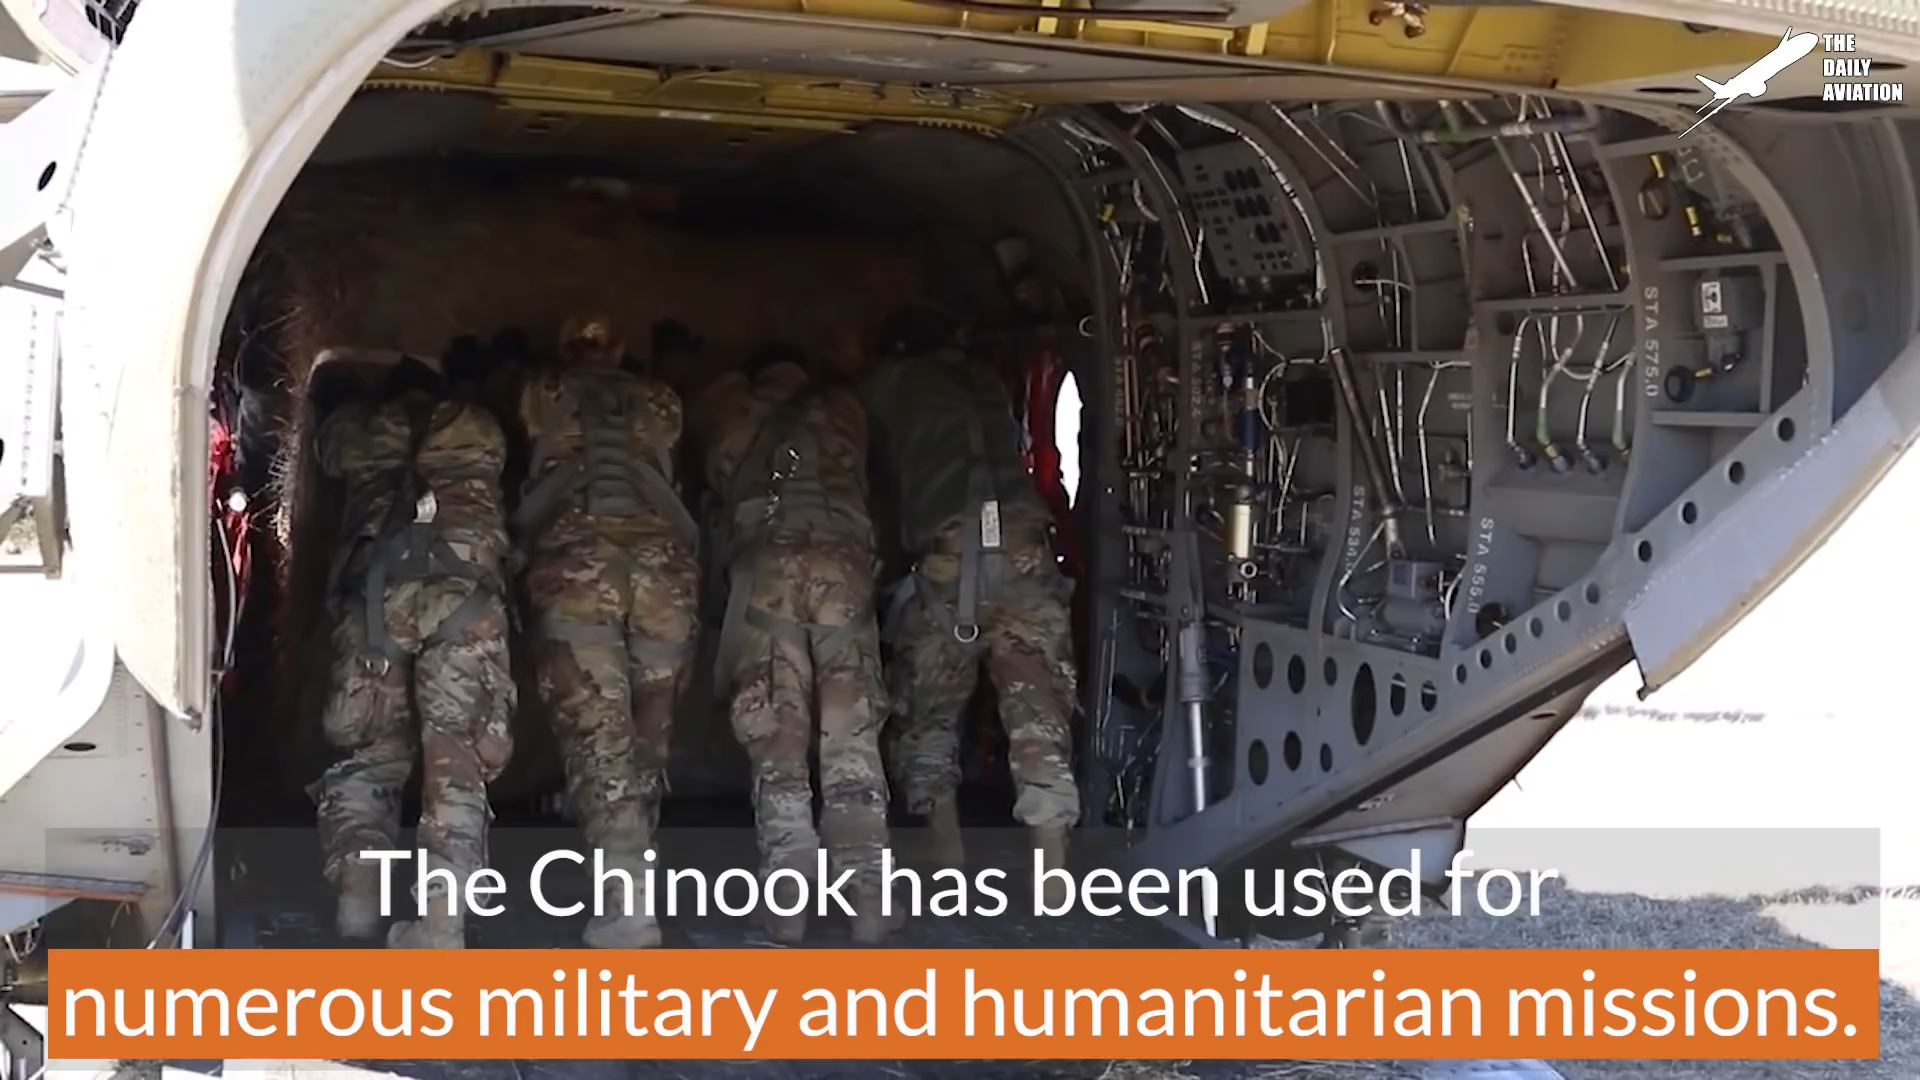 THE
DAILY
AVIATION
STA 575.0
STA 555.0
The Chinook has been used for
numerous military and humanitarian missions.